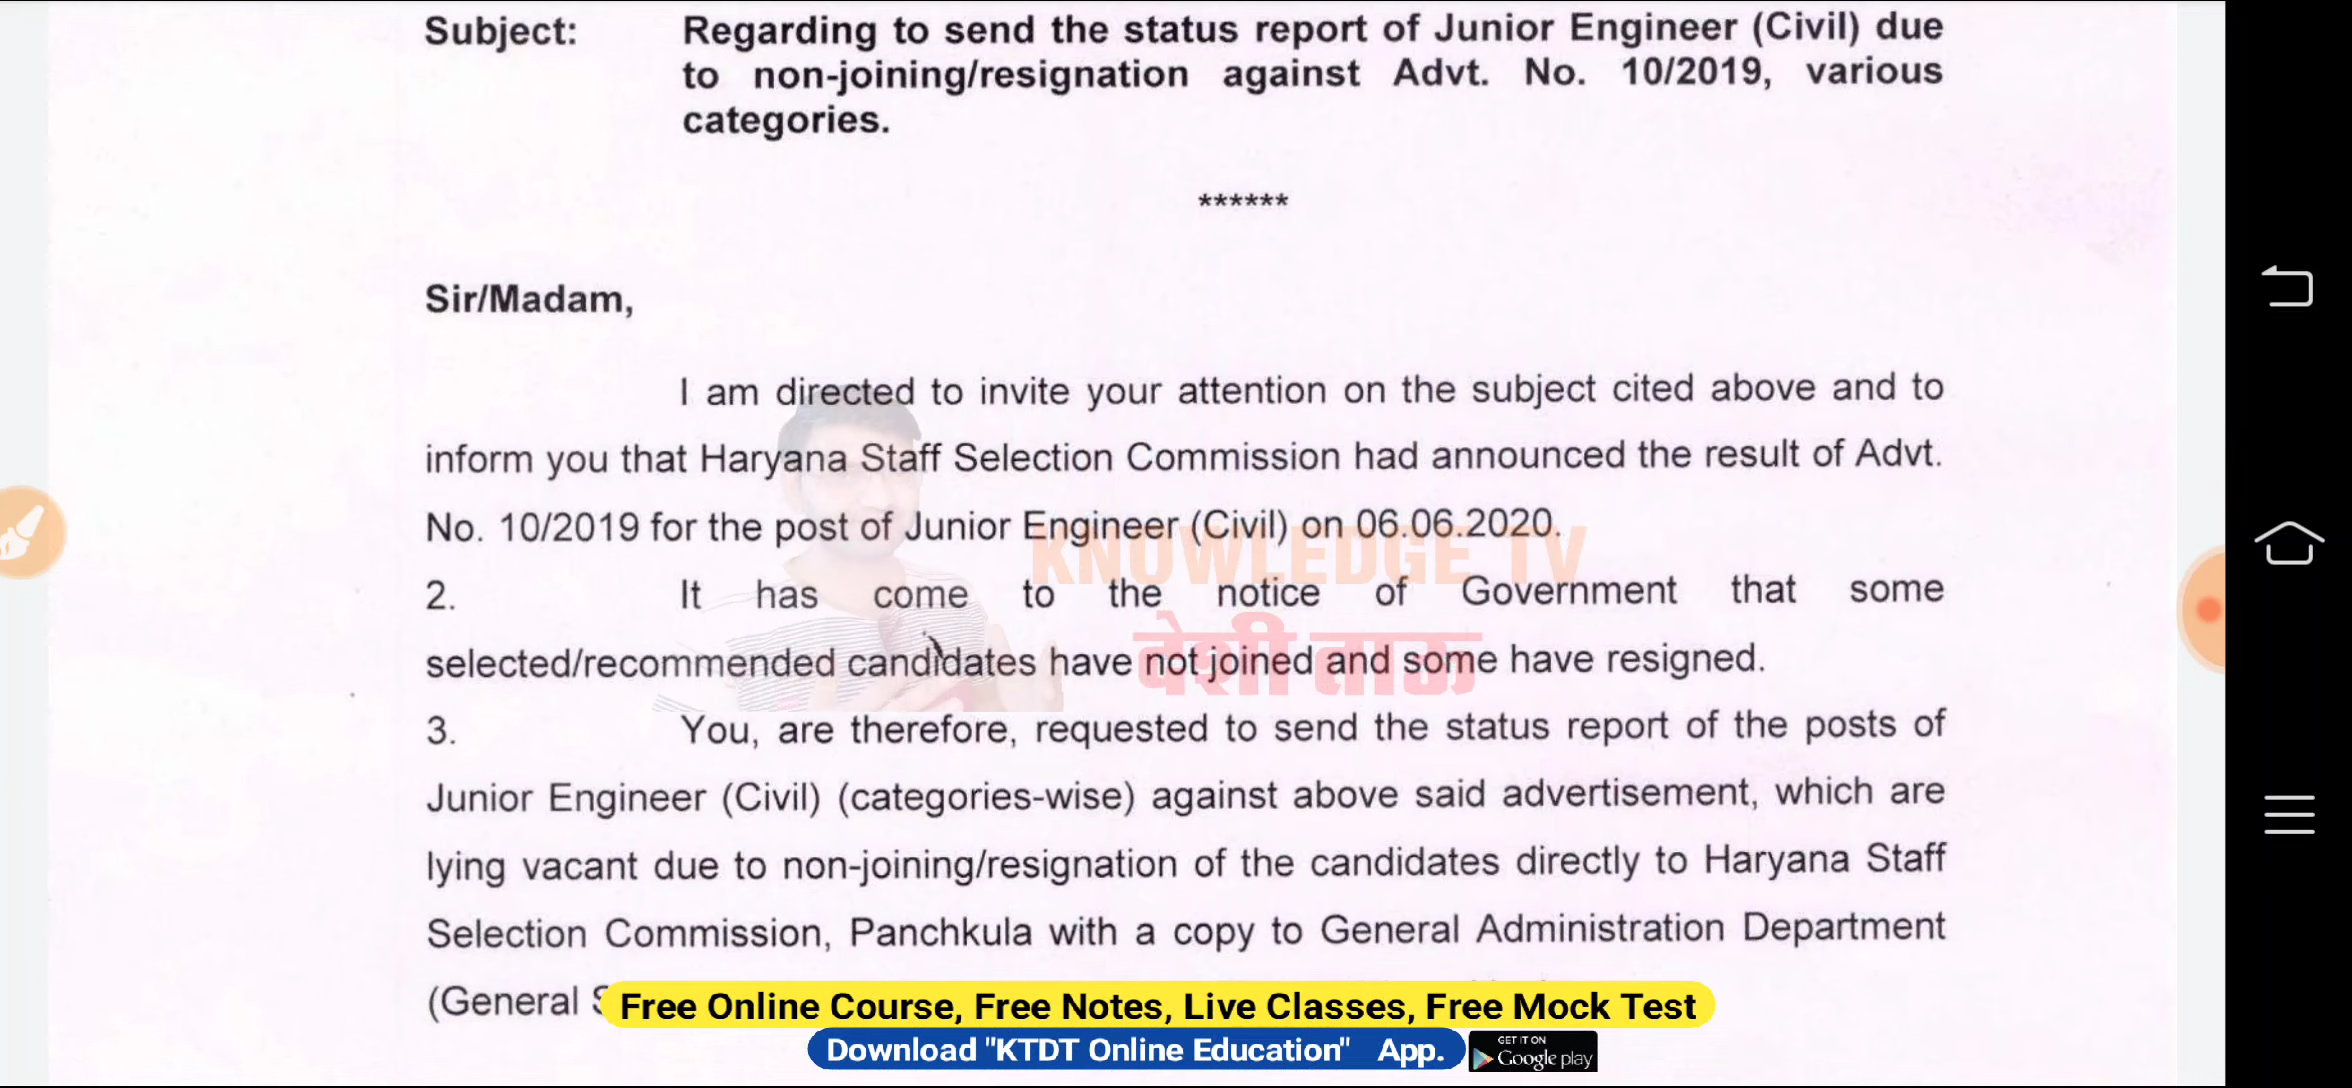 Subject: Regarding to send the status report of Junior Engineer (Civil) due
to non-joining/resignation against Advt. No. 10/2019, various
categories.
******
Sir/Madam,
I am directed to invite your attention on the subject cited above and to
inform you that Haryana Staff Selection Commission had announced the result of Advt.
No. 10/2019 for the post of Junior Engineer (Civil) on 06.06.2020.
KNOWLEDGE TV
2. It has come to the notice of Government that some
selected/recommended candidates have not joined and some have resigned.
देशी ताऊ
3. You, are therefore, requested to send the status report of the posts of
Junior Engineer (Civil) (categories-wise) against above said advertisement, which are
lying vacant due to non-joining/resignation of the candidates directly to Haryana Staff
Selection Commission, Panchkula with a copy to General Administration Department
(General
Free Online Course, Free Notes, Live Classes, Free Mock Test
Download "KTDT Online Education" App.
GET IT ON
Google play